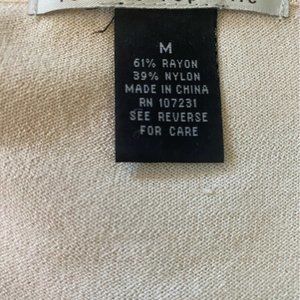 M
61% RAYON
39% NYLON
MADE IN CHINA
RN 107231
SEE REVERSE
FOR CARE